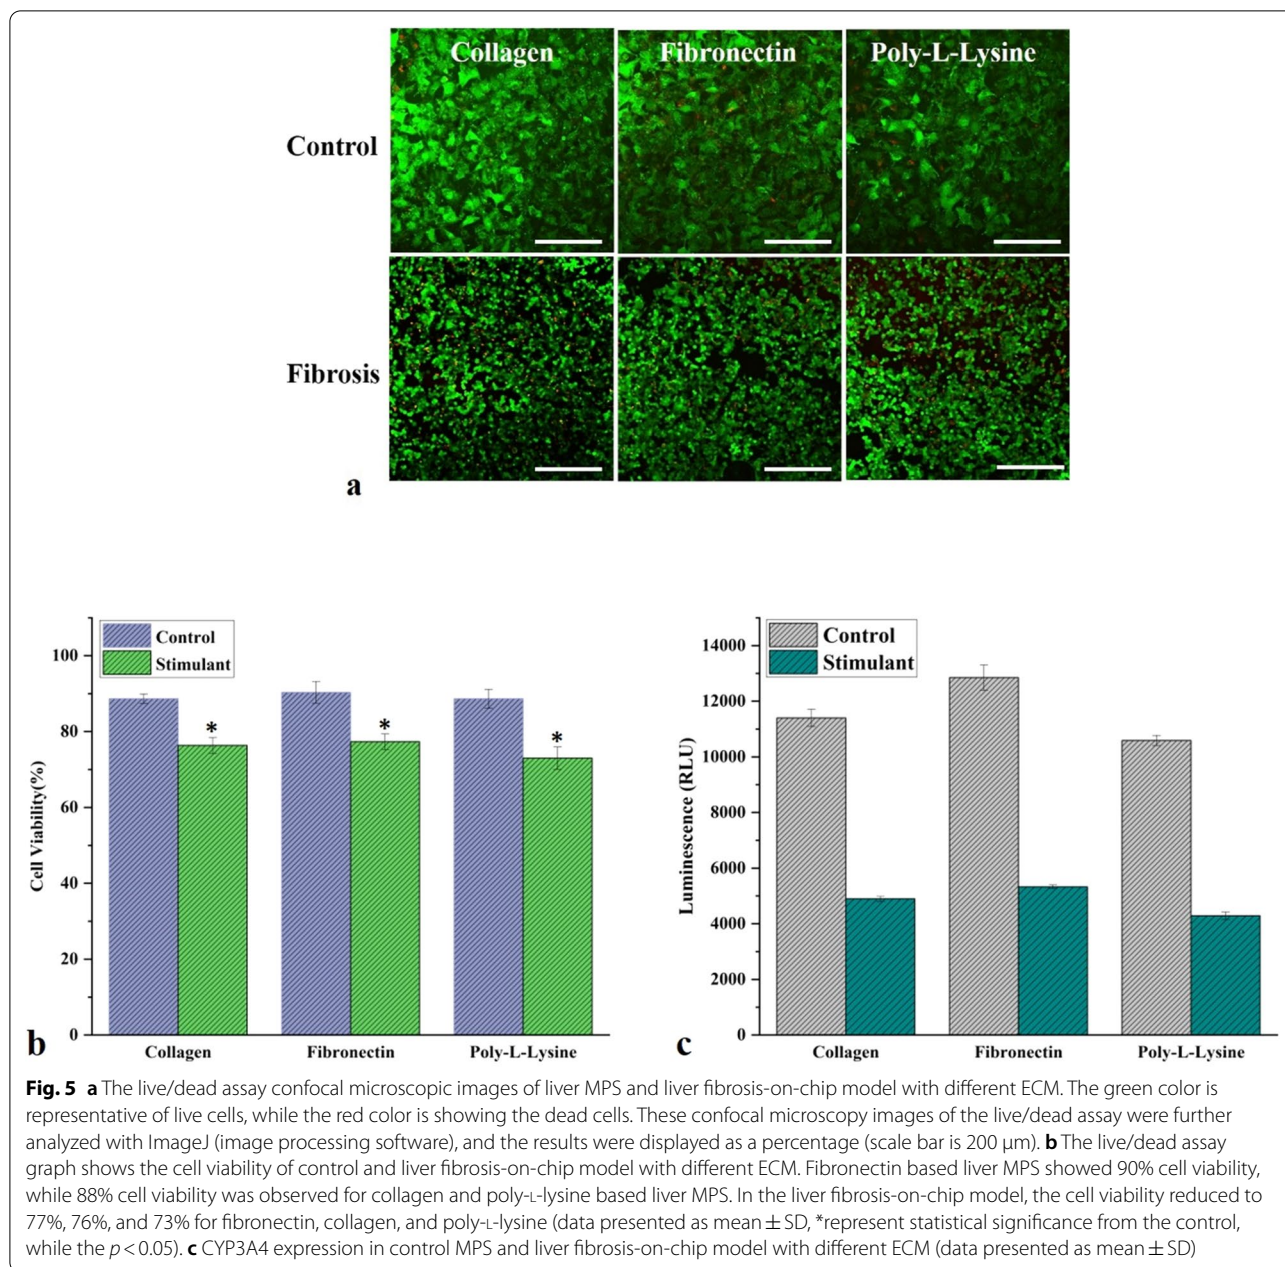 Collagen Fibronectin Poly-L-Lysine
Control
Fibrosis
a
Control
Stimulant
100
80
60
40
20
0
Cell Viability(%)
*
*
*
Collagen Fibronectin Poly-L-Lysine
b
Control
Stimulant
14000
12000
10000
8000
6000
4000
2000
0
Luminescence (RLU)
Collagen Fibronectin Poly-L-Lysine
c
Fig. 5 a The live/dead assay confocal microscopic images of liver MPS and liver fibrosis-on-chip model with different ECM. The green color is
representative of live cells, while the red color is showing the dead cells. These confocal microscopy images of the live/dead assay were further
analyzed with ImageJ (image processing software), and the results were displayed as a percentage (scale bar is 200 μm). b The live/dead assay
graph shows the cell viability of control and liver fibrosis-on-chip model with different ECM. Fibronectin based liver MPS showed 90% cell viability,
while 88% cell viability was observed for collagen and poly-L-lysine based liver MPS. In the liver fibrosis-on-chip model, the cell viability reduced to
77%, 76%, and 73% for fibronectin, collagen, and poly-L-lysine (data presented as mean ± SD, *represent statistical significance from the control,
while the p < 0.05). c CYP3A4 expression in control MPS and liver fibrosis-on-chip model with different ECM (data presented as mean ± SD)